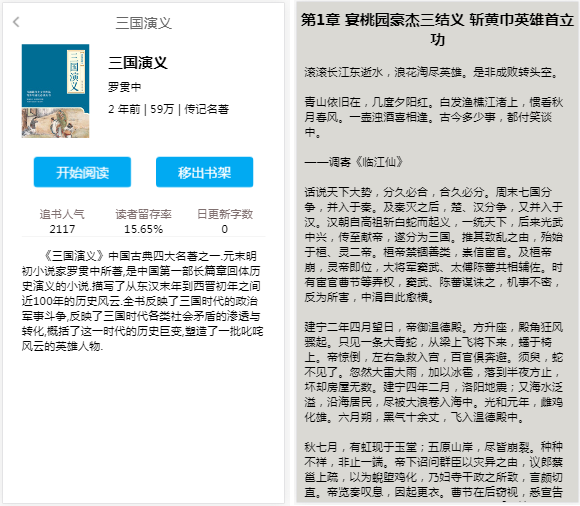 三国演义
三国演义
三国演义
罗雯中
2 年前 | 59万 | 传记名著
开始阅读
移出书架
追书人气
读者留存率
日更新字数
2117
15.65%
0
《三国演义》中国古典四大名著之一.元末明
初小说家罗雯中所著,是中国第一部长篇章回体历
史演义的小说.描写了从东汉末年到西晋初年之间
近100年的历史风云.全书反映了三国时代的政治
军事斗争,反映了三国时代各类社会矛盾的渗透与
转化,概括了这一时代的历史巨变,塑造了一批叱咤
风云的英雄人物.
第1章 宴桃园豪杰三结义 斩黄巾英雄首立
功
滚滚长江东逝水，浪花淘尽英雄。是非成败转头空。
青山依旧在，几度夕阳红。白发渔樵江渚上，惯看秋
月春风。一壶浊酒喜相逢。古今多少事，都付笑谈
中。
——调寄《临江仙》
话说天下大势，分久必合，合久必分。周末七国分
争，并入于秦。及秦灭之后，楚、汉分争，又并入于
汉。汉朝自高祖斩白蛇而起义，一统天下，后来光武
中兴，传至献帝，遂分为三国。推其致乱之由，殆始
于桓、灵二帝。桓帝禁锢善类，崇信宦官。及桓帝
崩，灵帝即位，大将军窦武、太傅陈蕃共相辅佐。时
有宦官曹节等弄权，窦武、陈蕃谋诛之，机事不密，
反为所害，中涓自此愈横。
建宁二年四月望日，帝御温德殿。方升座，殿角狂风
骤起。只见一条大青蛇，从梁上飞将下来，蟠于椅
上。帝惊倒，左右急救入宫，百官俱奔避。须臾，蛇
不见了。忽然大雷大雨，加以冰雹，落到半夜方止，
坏却房屋无数。建宁四年二月，洛阳地震；又海水泛
溢，沿海居民，尽被大浪卷入海中。光和元年，雌鸡
化雄。六月朔，黑气十余丈，飞入温德殿中。
秋七月，有虹现于玉堂；五原山岸，尽皆崩裂。种种
不祥，非止一端。帝下诏问群臣以灾异之由，议郎蔡
邕上疏，以为蜺堕鸡化，乃妇寺干政之所致，言颇切
直。帝览奏叹息，因起更衣。曹节在后窃视，悉宣告